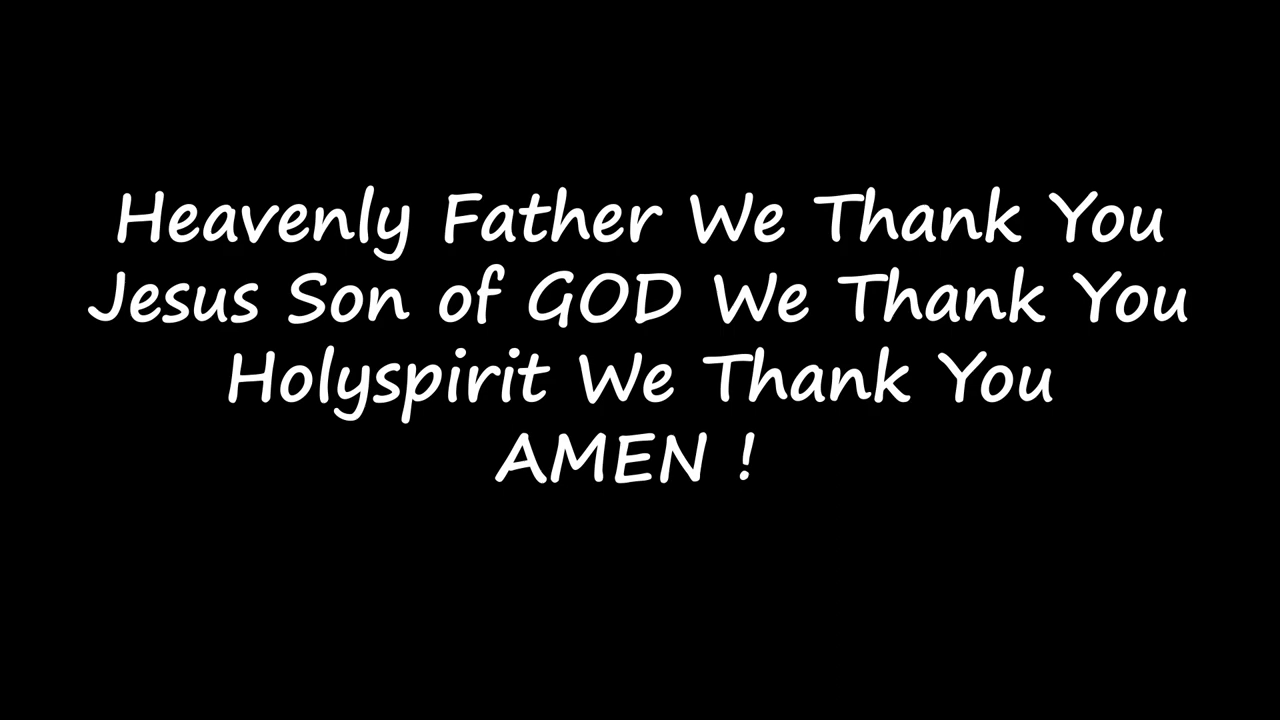 Heavenly Father We Thank You
Jesus Son of GOD We Thank You
Holyspirit We Thank You
AMEN !